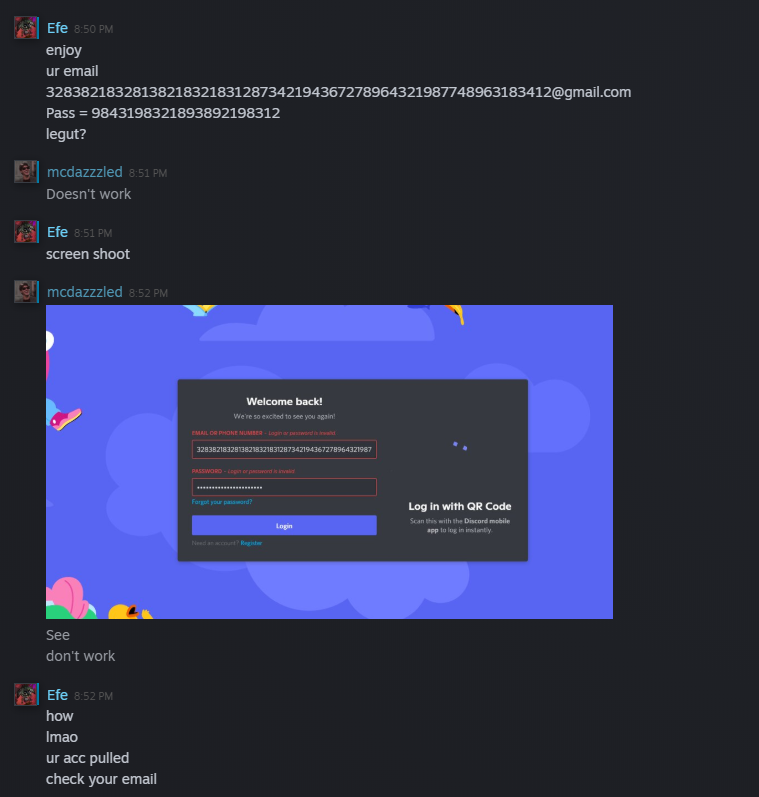 Efe 8:50 PM
enjoy
ur email
32838218328138218321831287342194367278964321987748963183412@gmail.com
Pass = 9843198321893892198312
legut?
mcdazzzled 8:51 PM
Doesn't work
Efe 8:51 PM
screen shoot
mcdazzzled 8:52 PM
Welcome back!
We're so excited to see you again!
EMAIL OR PHONE NUMBER - Login or password is invalid.
32838218328138218321831287342194367278964321987
PASSWORD - Login or password is invalid.
Forgot your password?
Login
Need an account? Register
Log in with QR Code
Scan this with the Discord mobile
app to log in instantly.
See
don't work
Efe 8:52 PM
how
lmao
ur acc pulled
check your email